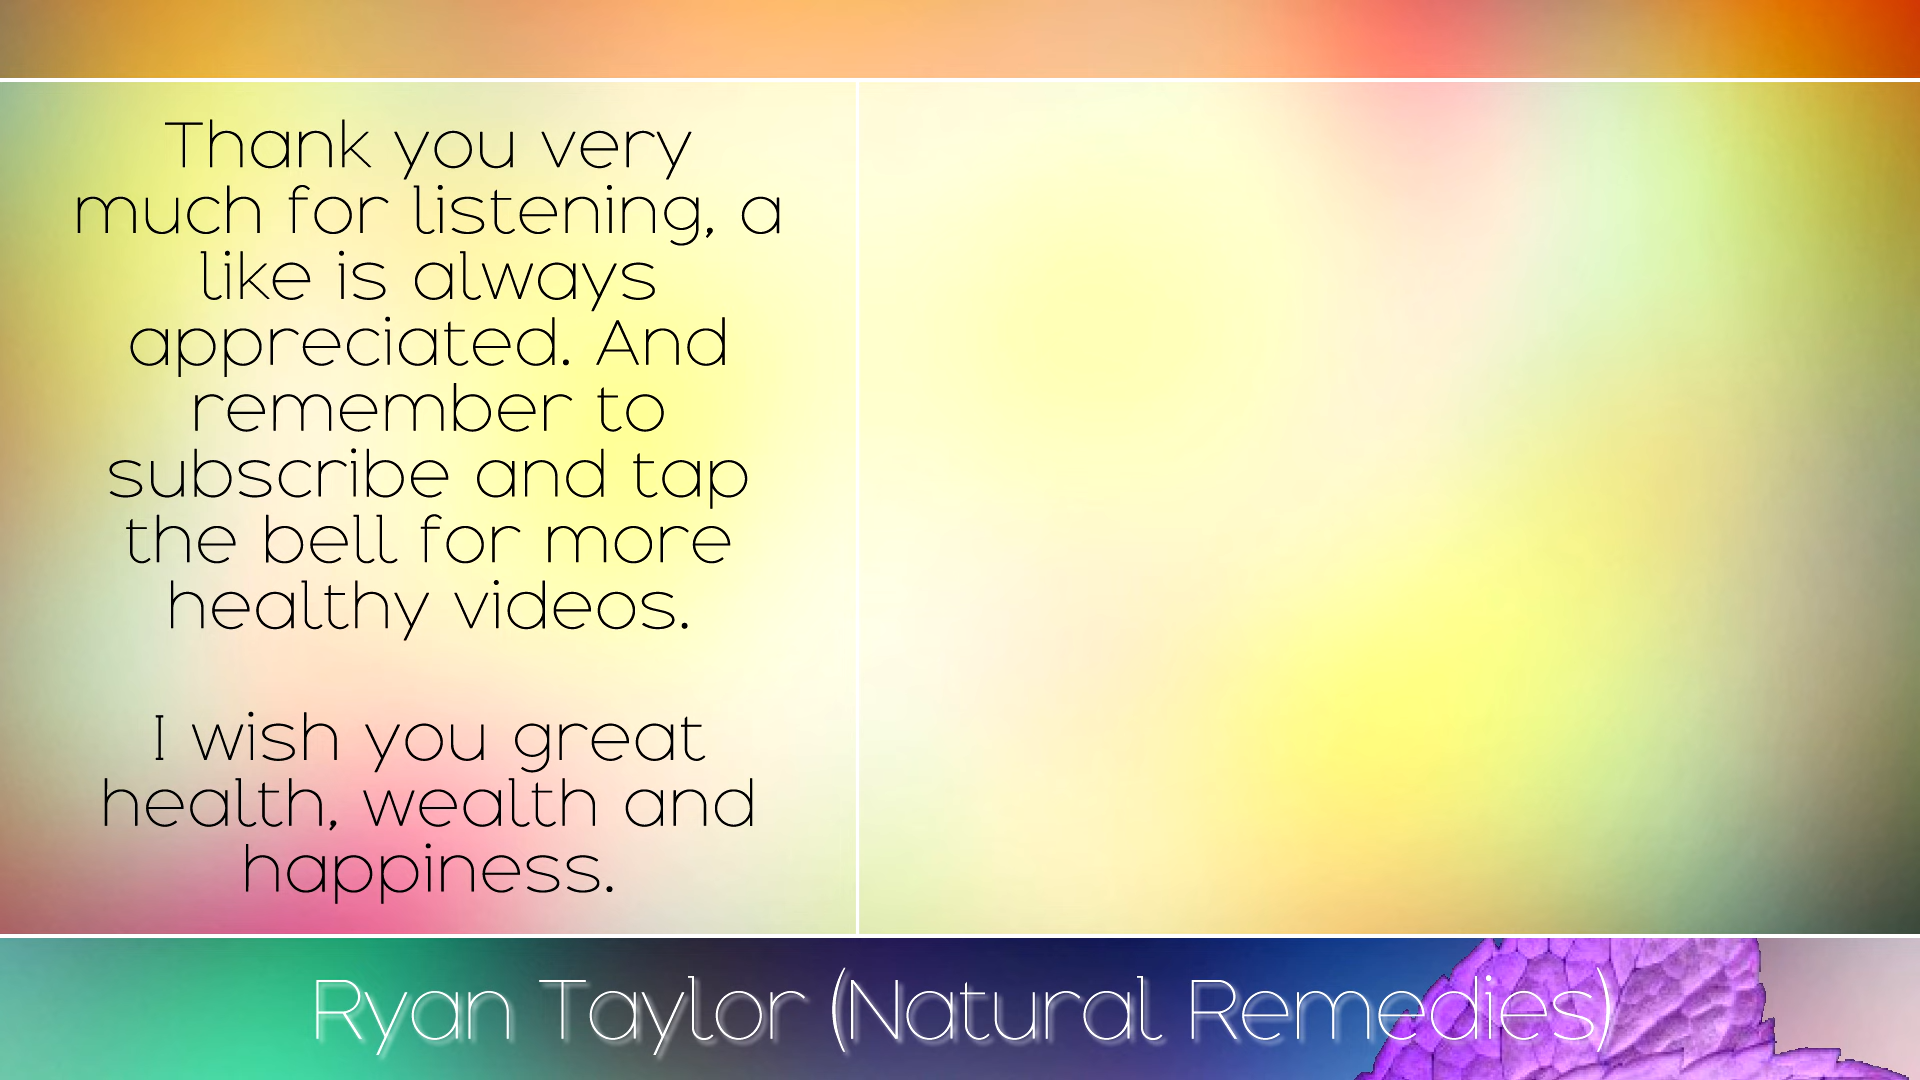 Thank you very
much for listening, a
like is always
appreciated. And
remember to
subscribe and tap
the bell for more
healthy videos.
I wish you great
health, wealth and
happiness.
Ryan Taylor (Natural Remedies)